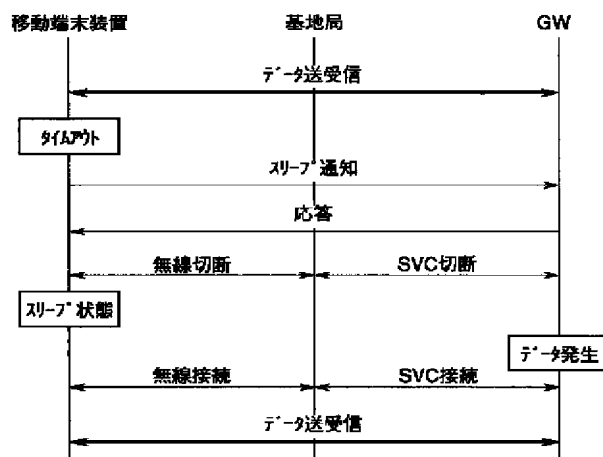 移動端末装置 基地局 GW
データ送受信
タイムアウト
スリープ通知
応答
無線切断 SVC切断
スリープ状態
データ発生
無線接続 SVC接続
データ送受信